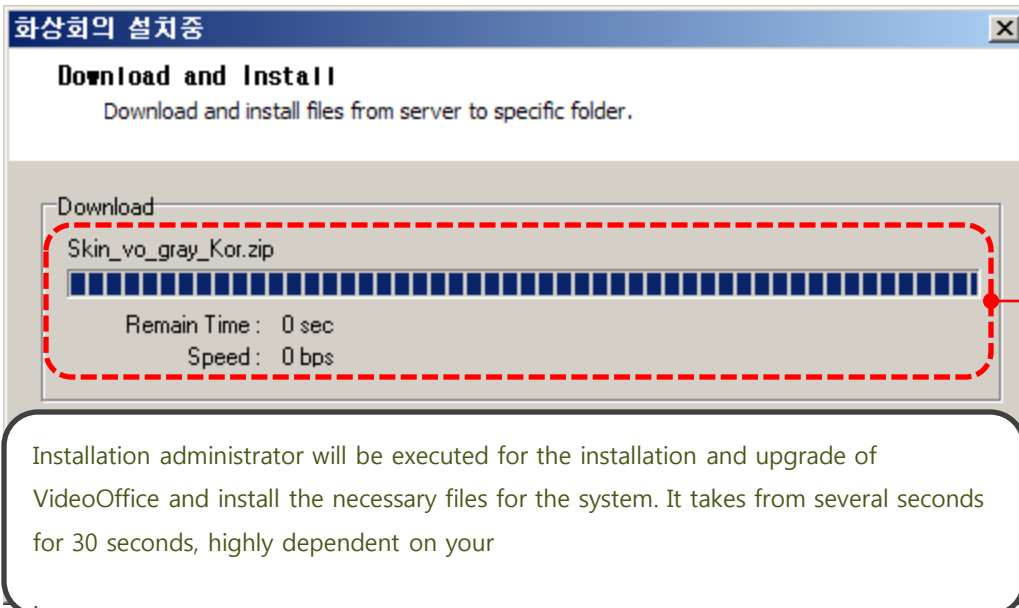 화상회의 설치중
Download and Install
Download and install files from server to specific folder.
Download
Skin_vo_gray_Kor.zip
Remain Time : 0 sec
Speed : 0 bps
Installation administrator will be executed for the installation and upgrade of
VideoOffice and install the necessary files for the system. It takes from several seconds
for 30 seconds, highly dependent on your